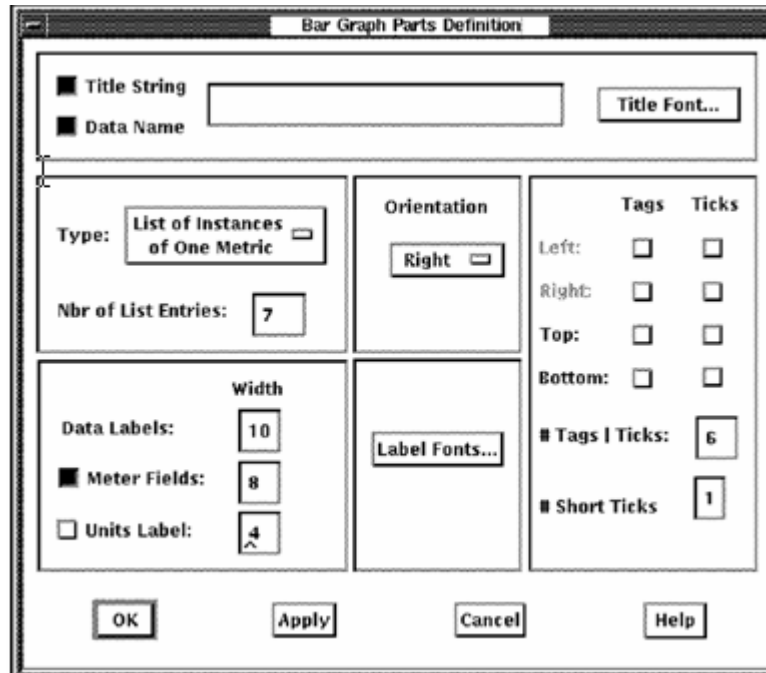 Bar Graph Parts Definition
Title String
Data Name
Title Font...
Type:
List of Instances
of One Metric
Nbr of List Entries:
7
Orientation
Right
Tags Ticks
Left:
Right:
Top:
Bottom:
# Tags | Ticks:
6
# Short Ticks
1
Width
Data Labels:
10
Meter Fields:
8
Units Label:
4
Label Fonts...
OK
Apply
Cancel
Help